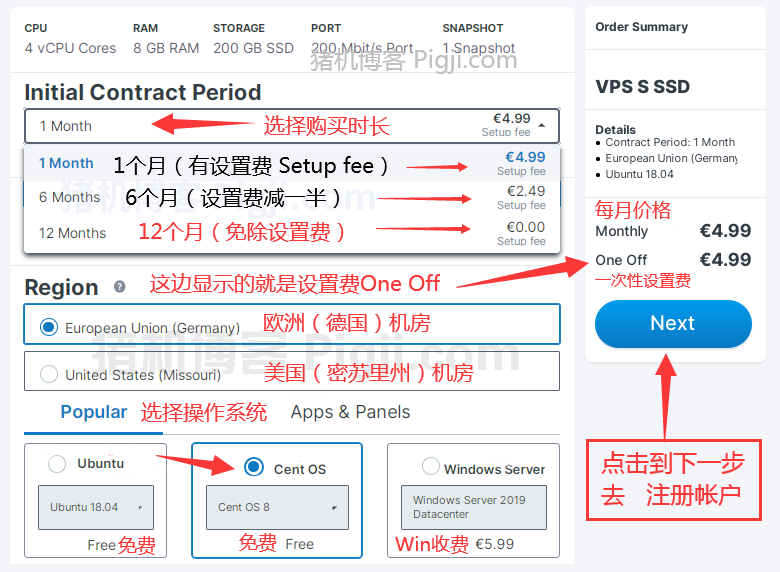 CPU RAM STORAGE PORT SNAPSHOT
4 vCPU Cores 8 GB RAM 200 GB SSD 200 Mbit/s Port 1 Snapshot
猪机博客 Pigji.com
Initial Contract Period
1 Month 选择购买时长 €4.99
Setup fee
1 Month 1个月（有设置费 Setup fee） €4.99
Setup fee
6 Months 6个月（设置费减一半） €2.49
Setup fee
12 Months 12个月（免除设置费） €0.00
Setup fee
Region ? 这边显示的就是设置费One Off
European Union (Germany) 欧洲（德国）机房
猪机博客 Pigji.com
United States (Missouri) 美国（密苏里州）机房
Popular 选择操作系统 Apps & Panels
Ubuntu Cent OS Windows Server
Ubuntu 18.04 Cent OS 8 Windows Server 2019
Datacenter
Free免费 免费 Free Win收费 €5.99
Order Summary
VPS S SSD
Details
Contract Period: 1 Month
European Union (Germany
Ubuntu 18.04
每月价格
Monthly €4.99
One Off €4.99
一次性设置费
Next
点击到下一步
去 注册帐户